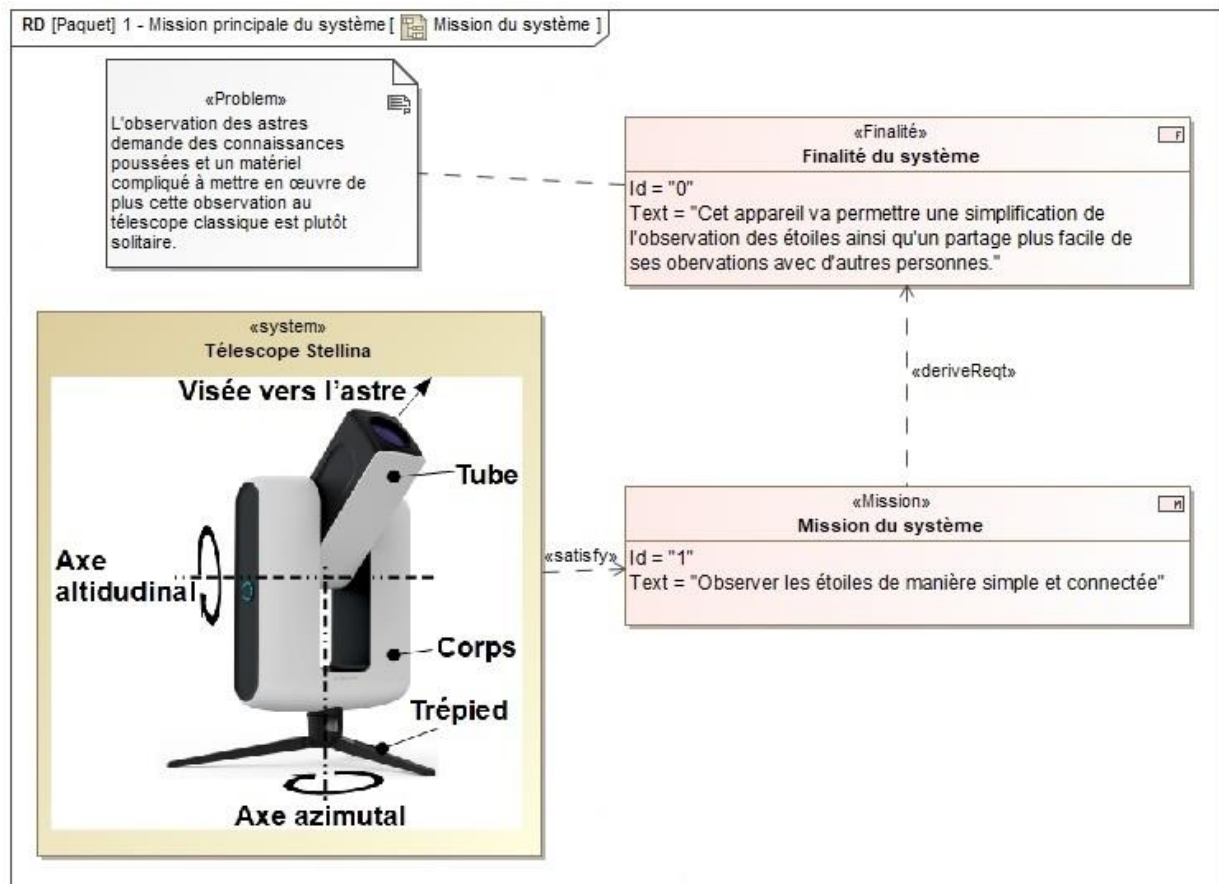 RD [Paquet] 1 - Mission principale du système [ Mission du système ]
«Problem»
L'observation des astres
demande des connaissances
poussées et un matériel
compliqué à mettre en œuvre de
plus cette observation au
télescope classique est plutôt
solitaire.
«Finalité»
F
Finalité du système
Id = "0"
Text = "Cet appareil va permettre une simplification de
l'observation des étoiles ainsi qu'un partage plus facile de
ses obervations avec d'autres personnes."
«deriveReqt»
«system»
Télescope Stellina
Visée vers l'astre
Tube
Axe
altidudinal
Corps
Trépied
Axe azimutal
«satisfy»
«Mission»
M
Mission du système
Id = "1"
Text = "Observer les étoiles de manière simple et connectée"